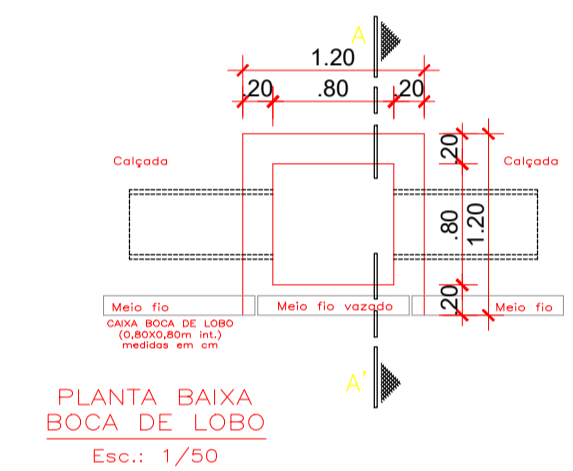 A
1.20
.20 .80 .20
Calçada
Calçada
.20
.80
1.20
.20
Meio fio
Meio fio vazado
Meio fio
CAIXA BOCA DE LOBO
(0,80X0,80m int.)
medidas em cm
A'
PLANTA BAIXA
BOCA DE LOBO
Esc.: 1/50